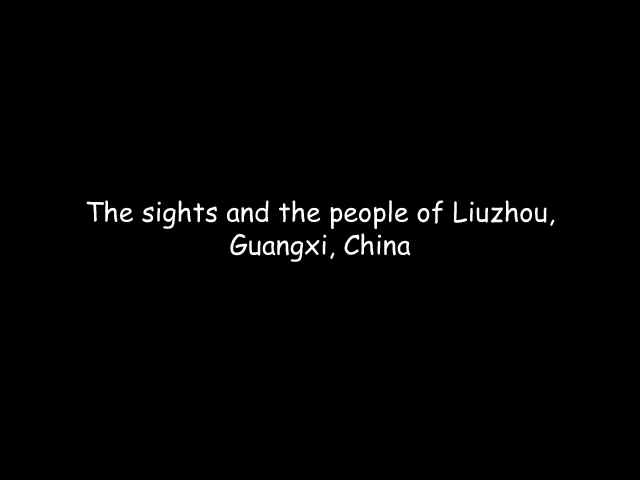 The sights and the people of Liuzhou,
Guangxi, China